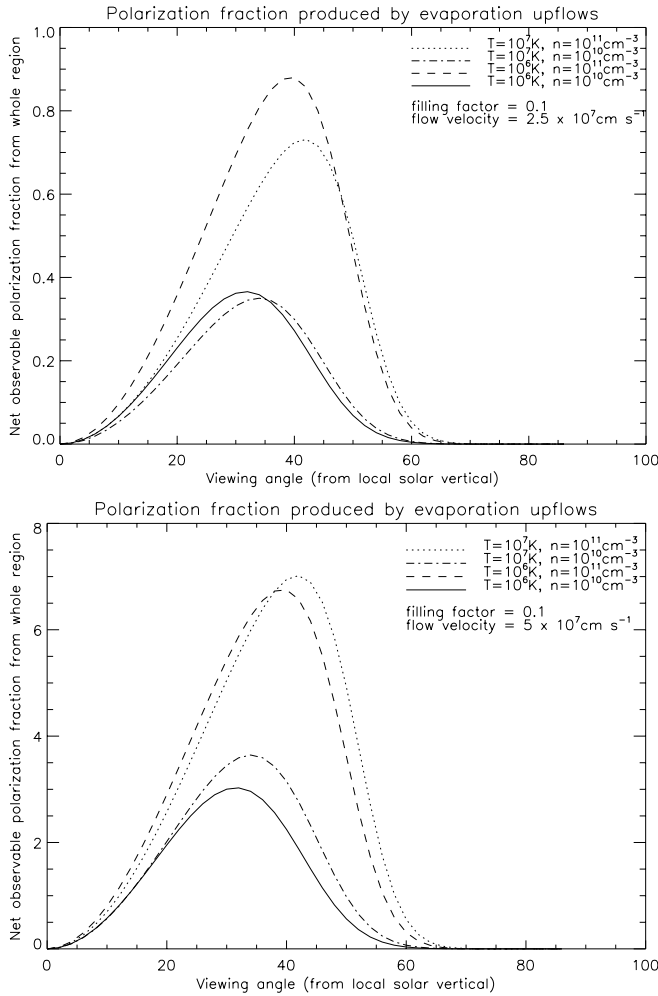 Polarization fraction produced by evaporation upflows
Net observable polarization fraction from whole region
1.0
0.8
0.6
0.4
0.2
0.0
T=10⁷K, n=10¹¹cm⁻³
T=10⁷K, n=10¹⁰cm⁻³
T=10⁶K, n=10¹¹cm⁻³
T=10⁶K, n=10¹⁰cm⁻³
filling factor = 0.1
flow velocity = 2.5 x 10⁷cm s⁻¹
0 20 40 60 80 100
Viewing angle (from local solar vertical)
Polarization fraction produced by evaporation upflows
Net observable polarization fraction from whole region
8
6
4
2
0
T=10⁷K, n=10¹¹cm⁻³
T=10⁷K, n=10¹⁰cm⁻³
T=10⁶K, n=10¹¹cm⁻³
T=10⁶K, n=10¹⁰cm⁻³
filling factor = 0.1
flow velocity = 5 x 10⁷cm s⁻¹
0 20 40 60 80 100
Viewing angle (from local solar vertical)